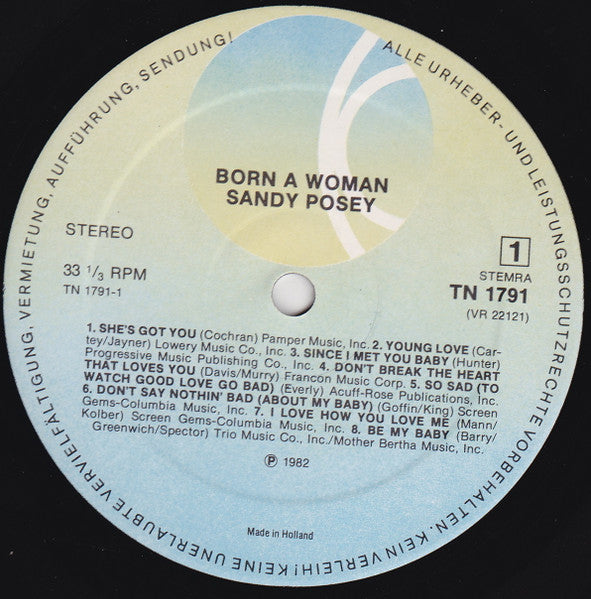 ALLE URHEBER- UND LEISTUNGSSCHUTZRECHTE VORBEHALTEN. KEIN VERLEIH! KEINE UNERLAUBTE VERVIELFÄLTIGUNG, VERMIETUNG, AUFFÜHRUNG, SENDUNG!
BORN A WOMAN
SANDY POSEY
STEREO
33 1/3 RPM
TN 1791-1
1
STEMRA
TN 1791
(VR 22121)
1. SHE'S GOT YOU (Cochran) Pamper Music, Inc. 2. YOUNG LOVE (Car-
tey/Jayner) Lowery Music Co., Inc. 3. SINCE I MET YOU BABY (Hunter)
Progressive Music Publishing Co., Inc. 4. DON'T BREAK THE HEART
THAT LOVES YOU (Davis/Murry) Francon Music Corp. 5. SO SAD (TO
WATCH GOOD LOVE GO BAD) (Everly) Acuff-Rose Publications, Inc.
6. DON'T SAY NOTHIN' BAD (ABOUT MY BABY) (Goffin/King) Screen
Gems-Columbia Music, Inc. 7. I LOVE HOW YOU LOVE ME (Mann/
Kolber) Screen Gems-Columbia Music, Inc. 8. BE MY BABY (Barry/
Greenwich/Spector) Trio Music Co., Inc./Mother Bertha Music, Inc.
℗ 1982
Made in Holland